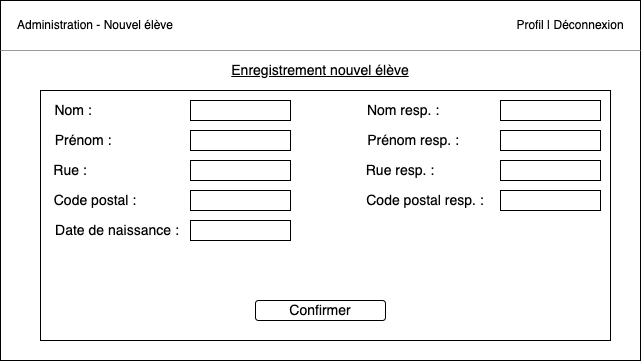 Administration - Nouvel élève
Profil I Déconnexion
Enregistrement nouvel élève
Nom :
Nom resp. :
Prénom :
Prénom resp. :
Rue :
Rue resp. :
Code postal :
Code postal resp. :
Date de naissance :
Confirmer